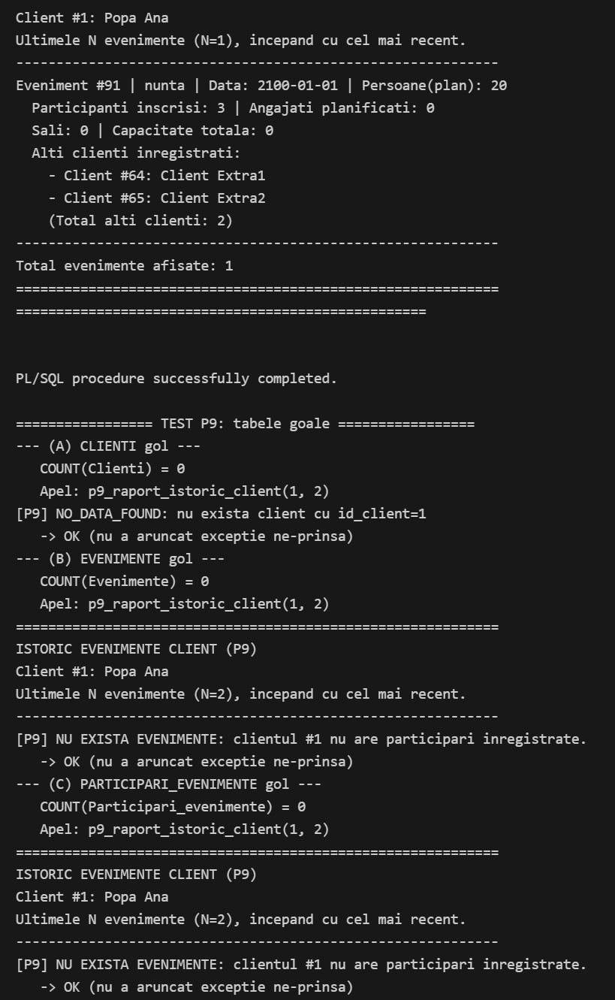 Client #1: Popa Ana
Ultimele N evenimente (N=1), incepand cu cel mai recent.
------------------------------------------------------------
Eveniment #91 | nunta | Data: 2100-01-01 | Persoane(plan): 20
  Participanti inscrisi: 3 | Angajati planificati: 0
  Sali: 0 | Capacitate totala: 0
  Alti clienti inregistrati:
    - Client #64: Client Extra1
    - Client #65: Client Extra2
    (Total alti clienti: 2)
------------------------------------------------------------
Total evenimente afisate: 1
============================================================
===================================================
PL/SQL procedure successfully completed.
================= TEST P9: tabele goale =================
--- (A) CLIENTI gol ---
   COUNT(Clienti) = 0
   Apel: p9_raport_istoric_client(1, 2)
[P9] NO_DATA_FOUND: nu exista client cu id_client=1
   -> OK (nu a aruncat exceptie ne-prinsa)
--- (B) EVENIMENTE gol ---
   COUNT(Evenimente) = 0
   Apel: p9_raport_istoric_client(1, 2)
============================================================
ISTORIC EVENIMENTE CLIENT (P9)
Client #1: Popa Ana
Ultimele N evenimente (N=2), incepand cu cel mai recent.
------------------------------------------------------------
[P9] NU EXISTA EVENIMENTE: clientul #1 nu are participari inregistrate.
   -> OK (nu a aruncat exceptie ne-prinsa)
--- (C) PARTICIPARI_EVENIMENTE gol ---
   COUNT(Participari_evenimente) = 0
   Apel: p9_raport_istoric_client(1, 2)
============================================================
ISTORIC EVENIMENTE CLIENT (P9)
Client #1: Popa Ana
Ultimele N evenimente (N=2), incepand cu cel mai recent.
------------------------------------------------------------
[P9] NU EXISTA EVENIMENTE: clientul #1 nu are participari inregistrate.
   -> OK (nu a aruncat exceptie ne-prinsa)